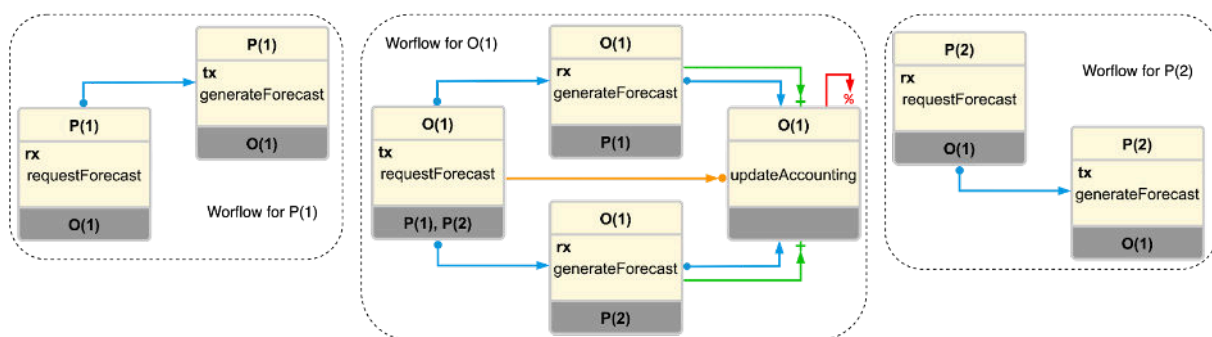 P(1)
tx
generateForecast
O(1)
P(1)
rx
requestForecast
O(1)
Worflow for P(1)
Worflow for O(1)
O(1)
rx
generateForecast
P(1)
O(1)
tx
requestForecast
P(1), P(2)
O(1)
rx
generateForecast
P(2)
%
O(1)
updateAccounting
P(2)
rx
requestForecast
O(1)
Worflow for P(2)
P(2)
tx
generateForecast
O(1)